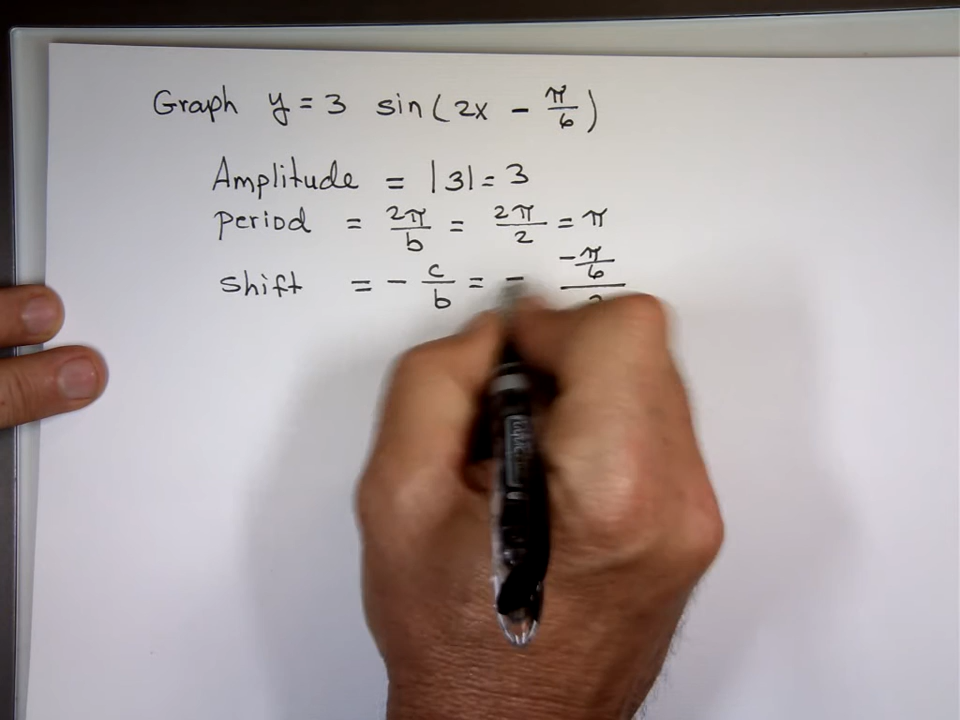 Graph y = 3 sin(2x - π/6)
Amplitude = |3| = 3
period = 2π/b = 2π/2 = π
shift = - c/b = - (-π/6)/